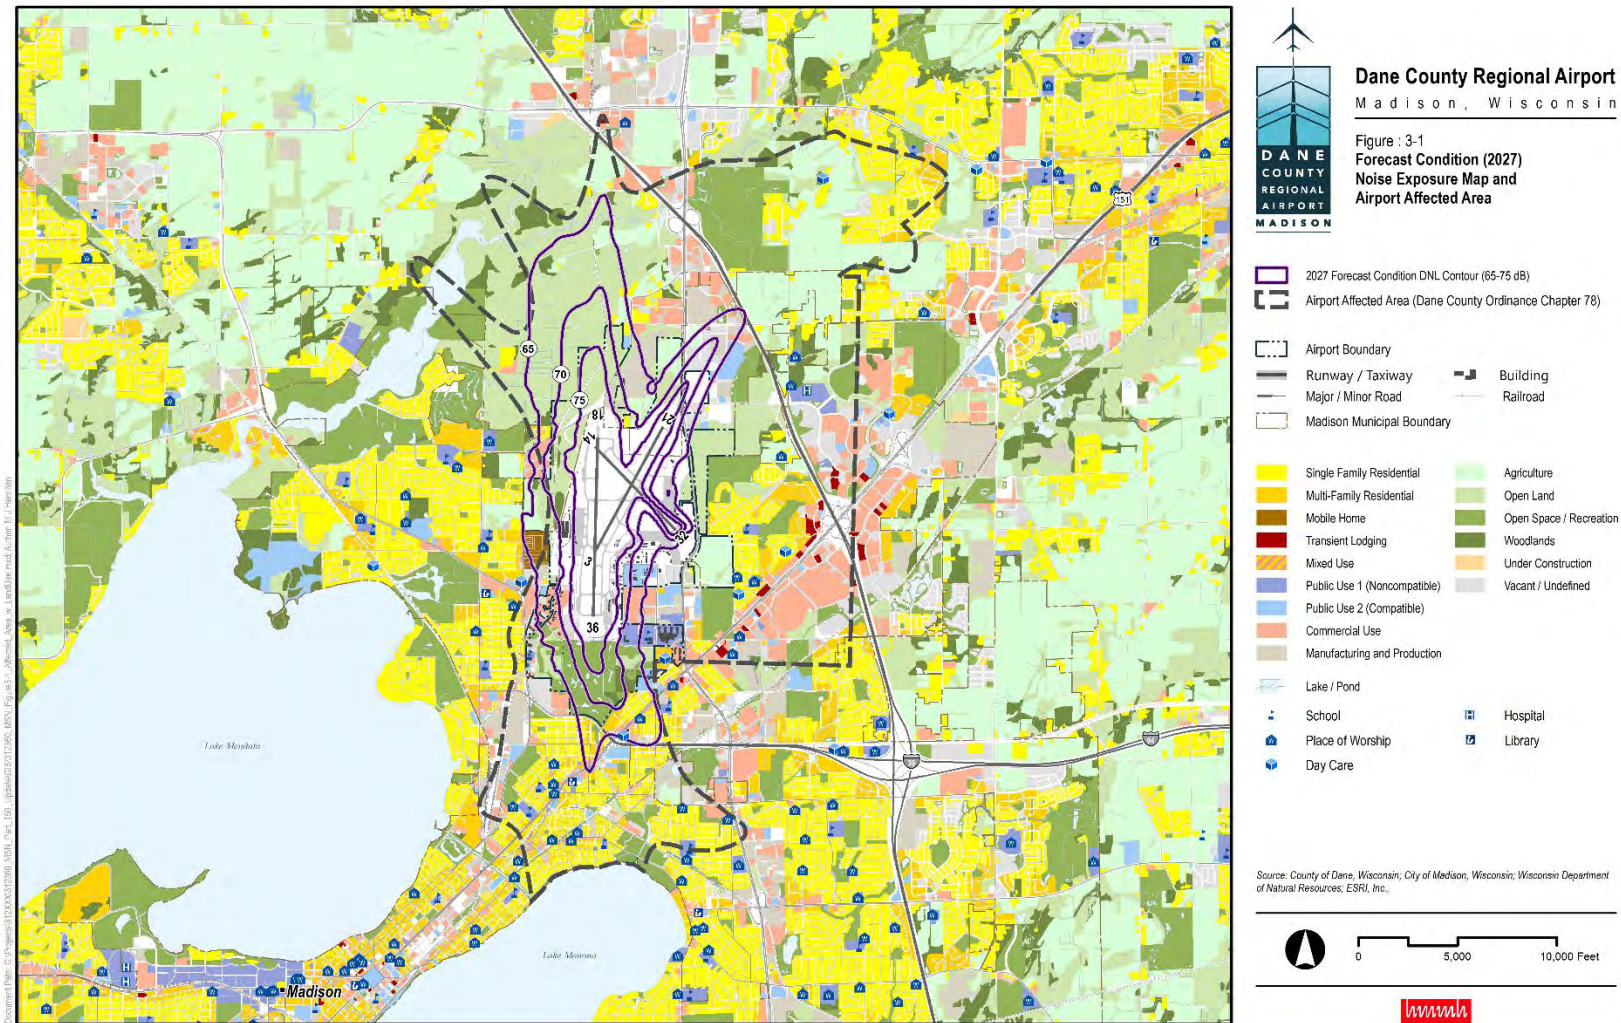 Dane County Regional Airport
Madison, Wisconsin
Figure : 3-1
Forecast Condition (2027)
Noise Exposure Map and
Airport Affected Area
DANE
COUNTY
REGIONAL
AIRPORT
MADISON
2027 Forecast Condition DNL Contour (65-75 dB)
Airport Affected Area (Dane County Ordinance Chapter 78)
Airport Boundary
Runway / Taxiway
Building
Major / Minor Road
Railroad
Madison Municipal Boundary
Single Family Residential
Agriculture
Multi-Family Residential
Open Land
Mobile Home
Open Space / Recreation
Transient Lodging
Woodlands
Mixed Use
Under Construction
Public Use 1 (Noncompatible)
Vacant / Undefined
Public Use 2 (Compatible)
Commercial Use
Manufacturing and Production
Lake / Pond
School
Hospital
Place of Worship
Library
Day Care
Source: County of Dane, Wisconsin; City of Madison, Wisconsin; Wisconsin Department
of Natural Resources; ESRI, Inc.,
0 5,000 10,000 Feet
hmmh
151
65
70
75
18
14
21
32
3
36
Lake Mendota
Lake Monona
Madison